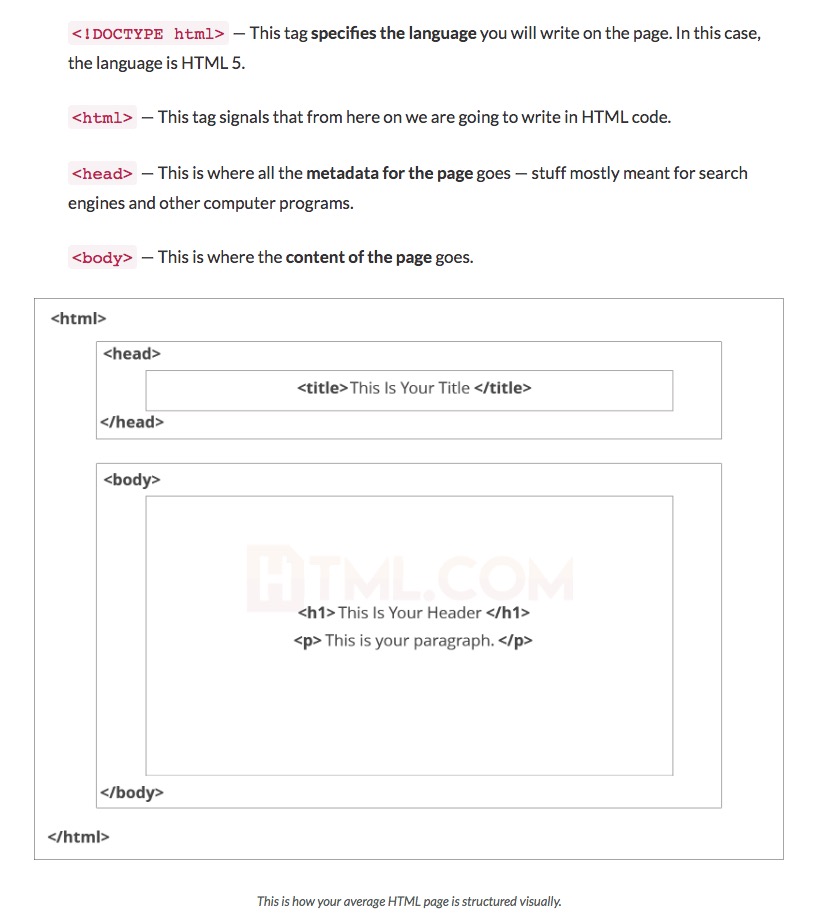 <!DOCTYPE html> — This tag specifies the language you will write on the page. In this case,
the language is HTML 5.
<html> — This tag signals that from here on we are going to write in HTML code.
<head> — This is where all the metadata for the page goes — stuff mostly meant for search
engines and other computer programs.
<body> — This is where the content of the page goes.
<html>
<head>
<title>This Is Your Title </title>
</head>
<body>
HTML.COM
<h1> This Is Your Header </h1>
<p> This is your paragraph. </p>
</body>
</html>
This is how your average HTML page is structured visually.